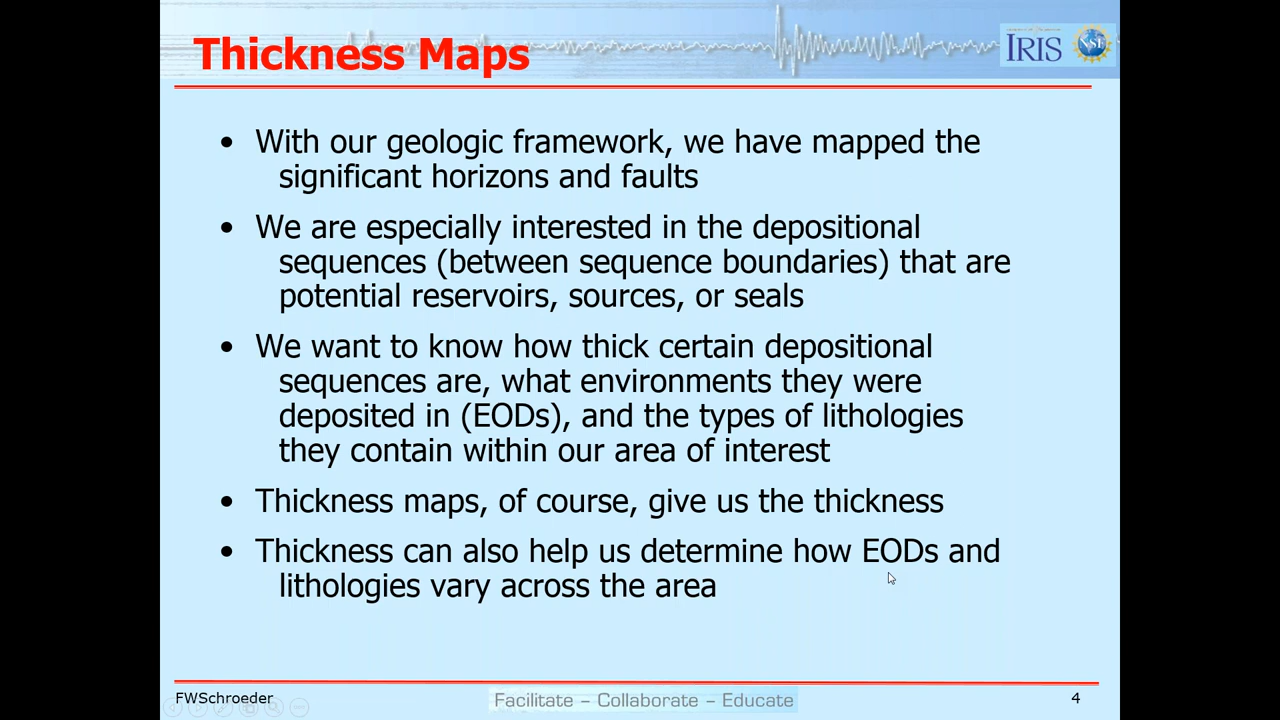 Thickness Maps
IRIS
NSF
• With our geologic framework, we have mapped the
significant horizons and faults
• We are especially interested in the depositional
sequences (between sequence boundaries) that are
potential reservoirs, sources, or seals
• We want to know how thick certain depositional
sequences are, what environments they were
deposited in (EODs), and the types of lithologies
they contain within our area of interest
• Thickness maps, of course, give us the thickness
• Thickness can also help us determine how EODs and
lithologies vary across the area
FWSchroeder
Facilitate – Collaborate – Educate
4